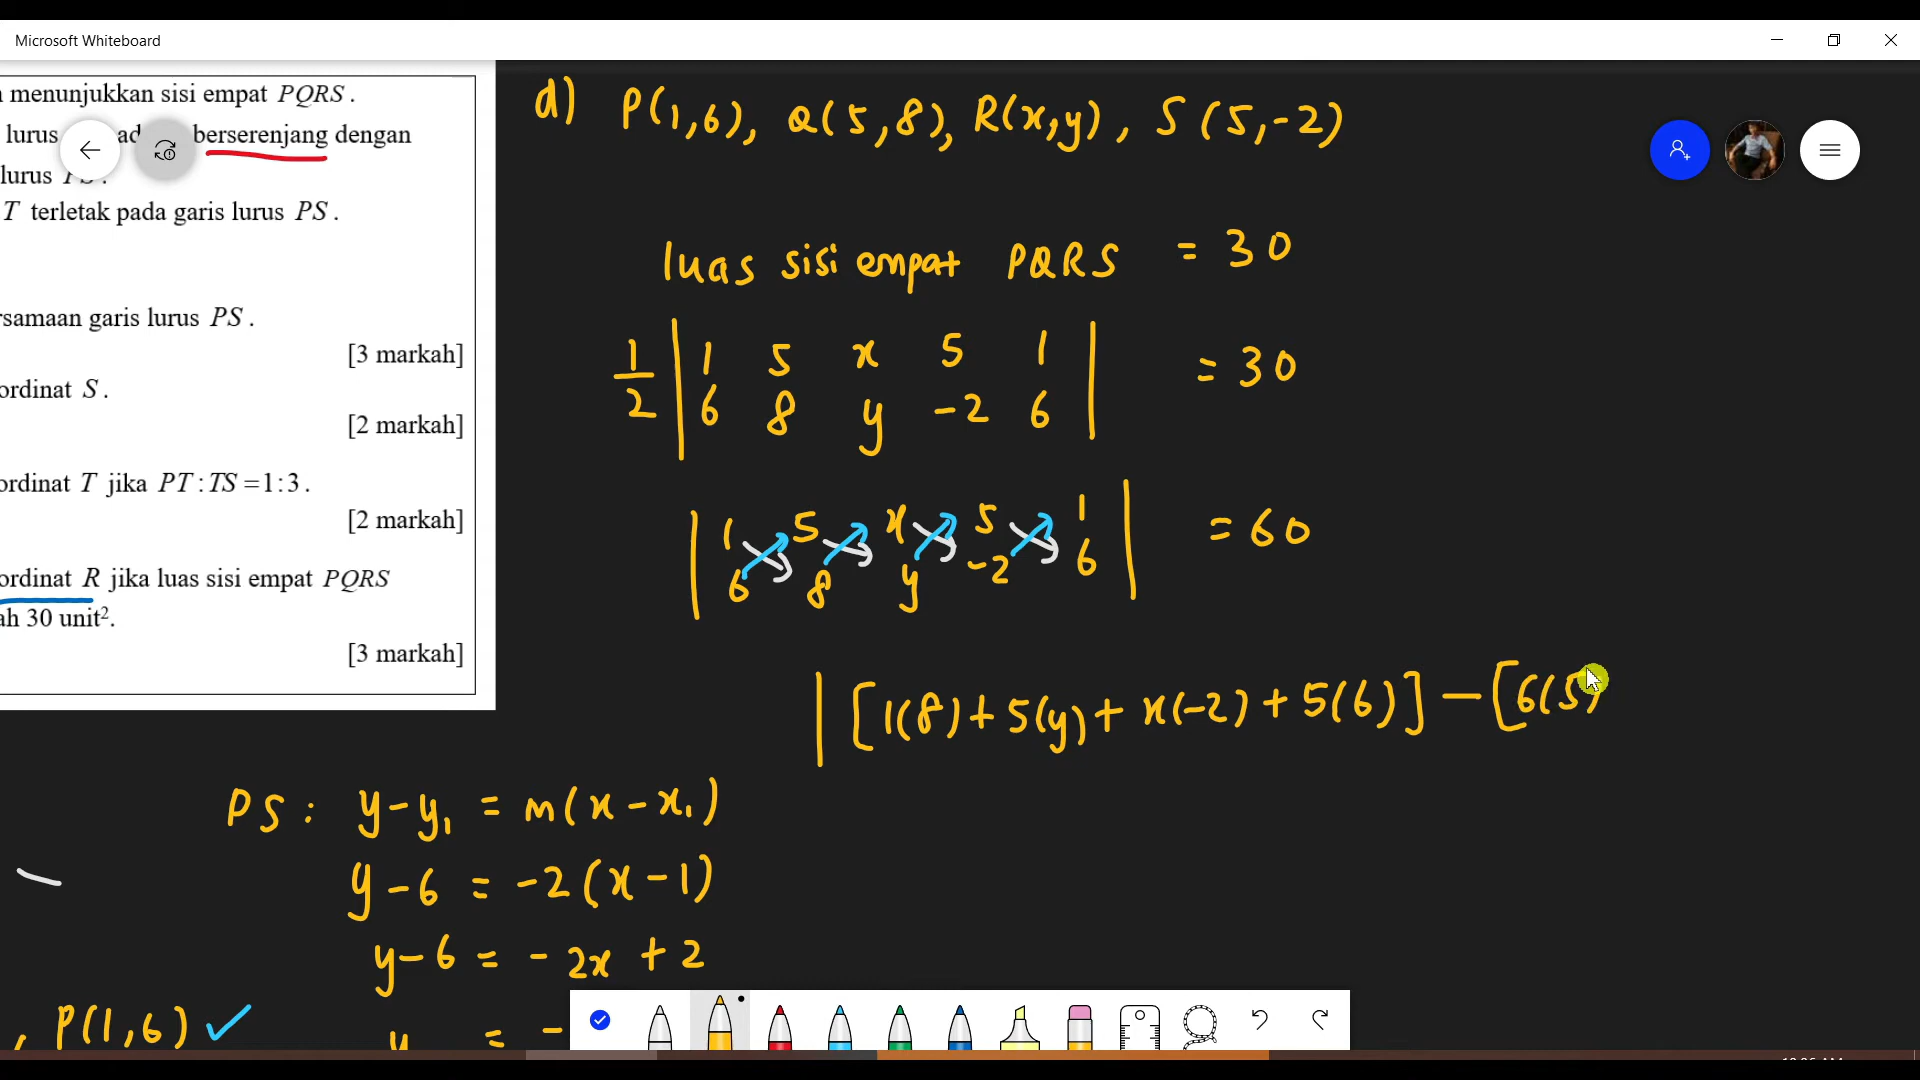 Microsoft Whiteboard
menunjukkan sisi empat PQRS.
lurus berserenjang dengan
lurus PS.
T terletak pada garis lurus PS.
rsamaan garis lurus PS.
[3 markah]
ordinat S.
[2 markah]
ordinat T jika PT:TS=1:3.
[2 markah]
ordinat R jika luas sisi empat PQRS
ah 30 unit².
[3 markah]
d) P(1,6), Q(5,8), R(x,y), S(5,-2)
luas sisi empat PQRS = 30
1/2 | 1 5 x 5 1 | = 30
6 8 y -2 6
| 1 5 x 5 1 | = 60
6 8 y -2 6
| [1(8)+5(y)+x(-2)+5(6)] - [6(5)
PS: y-y₁ = m(x-x₁)
y-6 = -2(x-1)
y-6 = -2x+2
, P(1,6) ✓
y = -